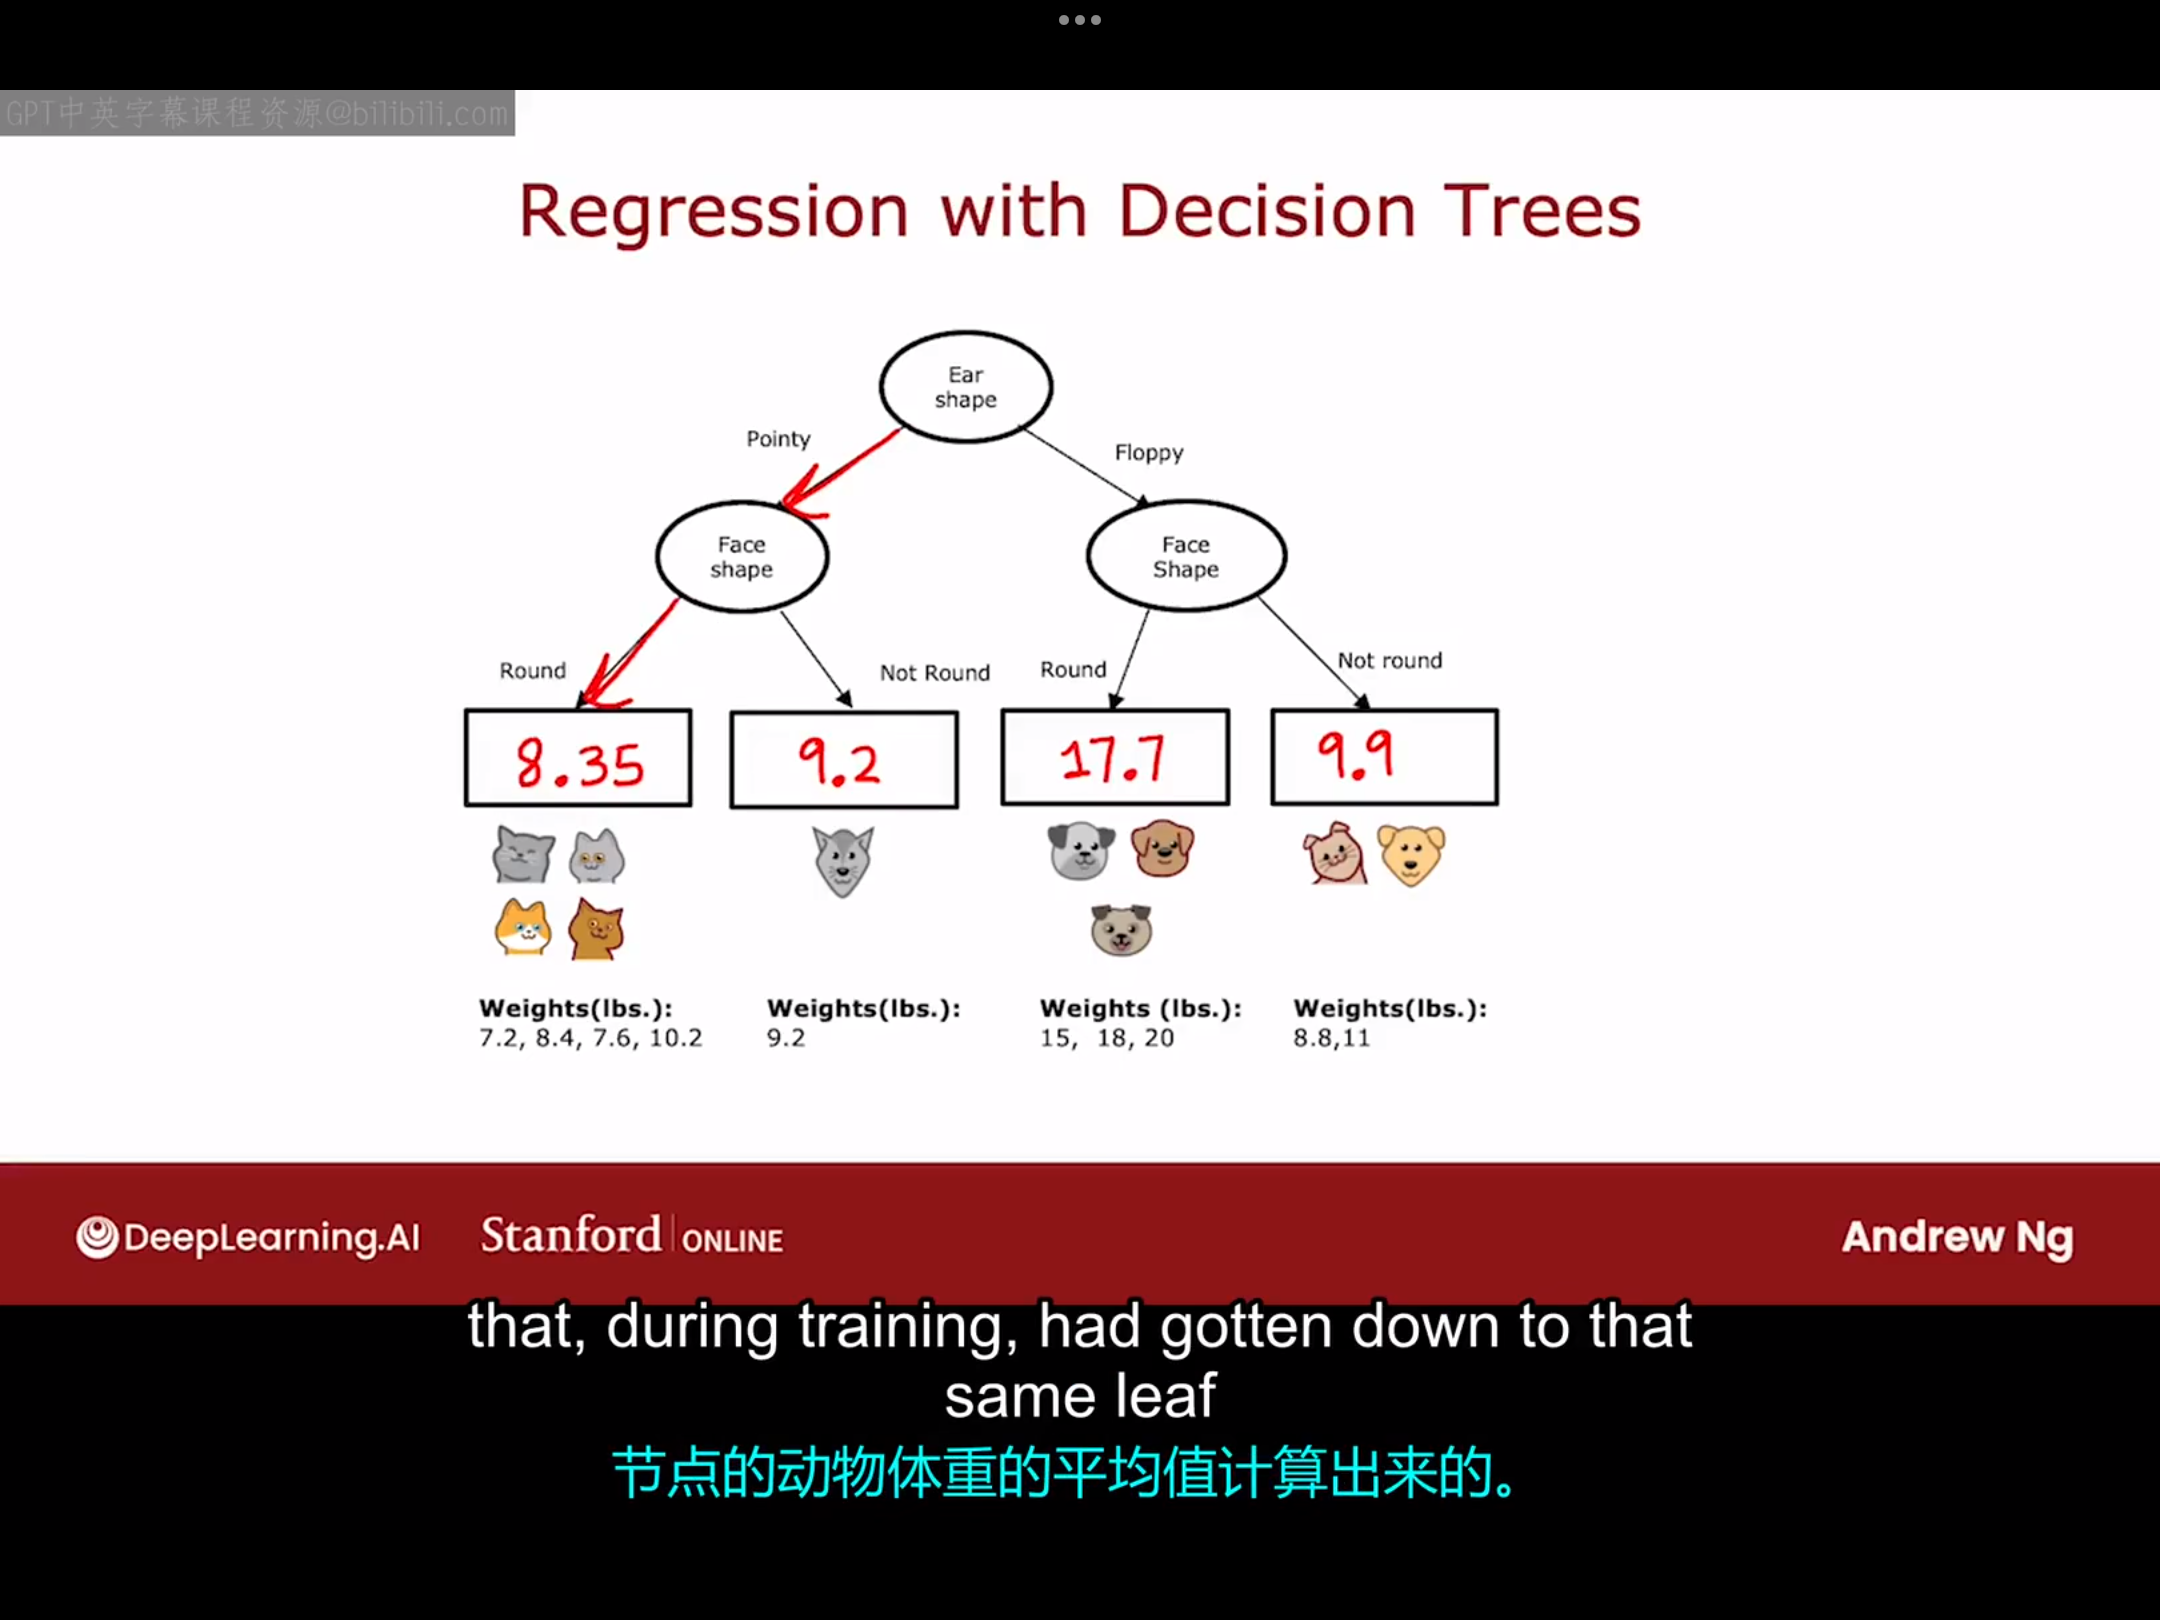 GPT中英字幕课程资源@bilibili.com
Regression with Decision Trees
Ear
shape
Pointy
Floppy
Face
shape
Face
Shape
Round
Not Round
Round
Not round
8.35
9.2
17.7
9.9
Weights(lbs.):
7.2, 8.4, 7.6, 10.2
Weights(lbs.):
9.2
Weights (lbs.):
15, 18, 20
Weights(lbs.):
8.8,11
DeepLearning.AI
Stanford ONLINE
Andrew Ng
that, during training, had gotten down to that
same leaf
节点的动物体重的平均值计算出来的。